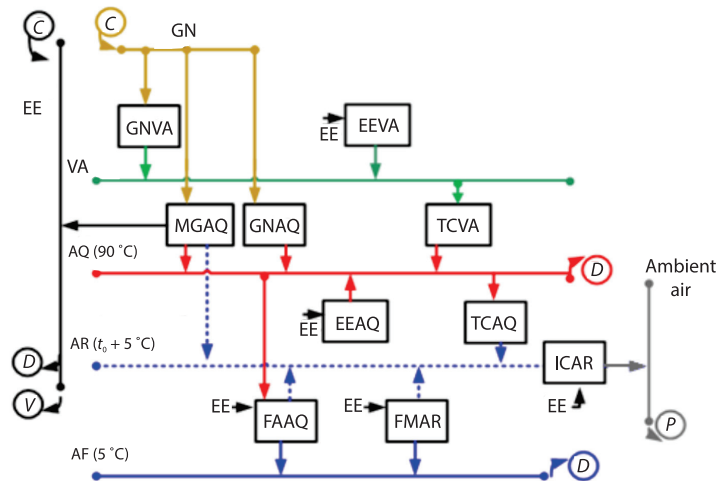 C
C
GN
EE
GNVA
EE
EEVA
VA
MGAQ
GNAQ
TCVA
AQ (90 ˚C)
D
Ambient
air
EE
EEAQ
TCAQ
AR (t₀ + 5 ˚C)
D
ICAR
V
EE
FAAQ
EE
FMAR
EE
P
AF (5 ˚C)
D